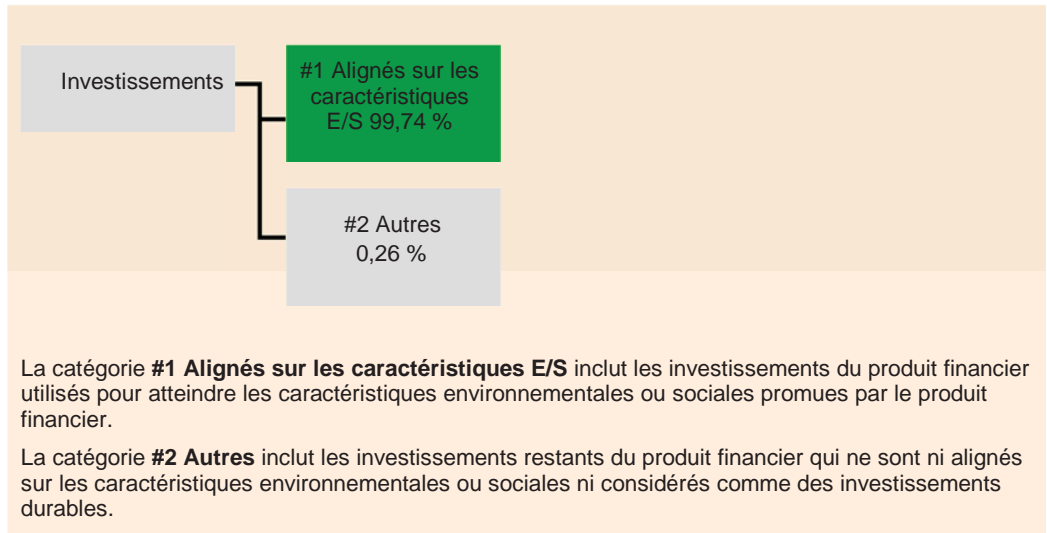 Investissements
#1 Alignés sur les
caractéristiques
E/S 99,74 %
#2 Autres
0,26 %
La catégorie #1 Alignés sur les caractéristiques E/S inclut les investissements du produit financier
utilisés pour atteindre les caractéristiques environnementales ou sociales promues par le produit
financier.
La catégorie #2 Autres inclut les investissements restants du produit financier qui ne sont ni alignés
sur les caractéristiques environnementales ou sociales ni considérés comme des investissements
durables.